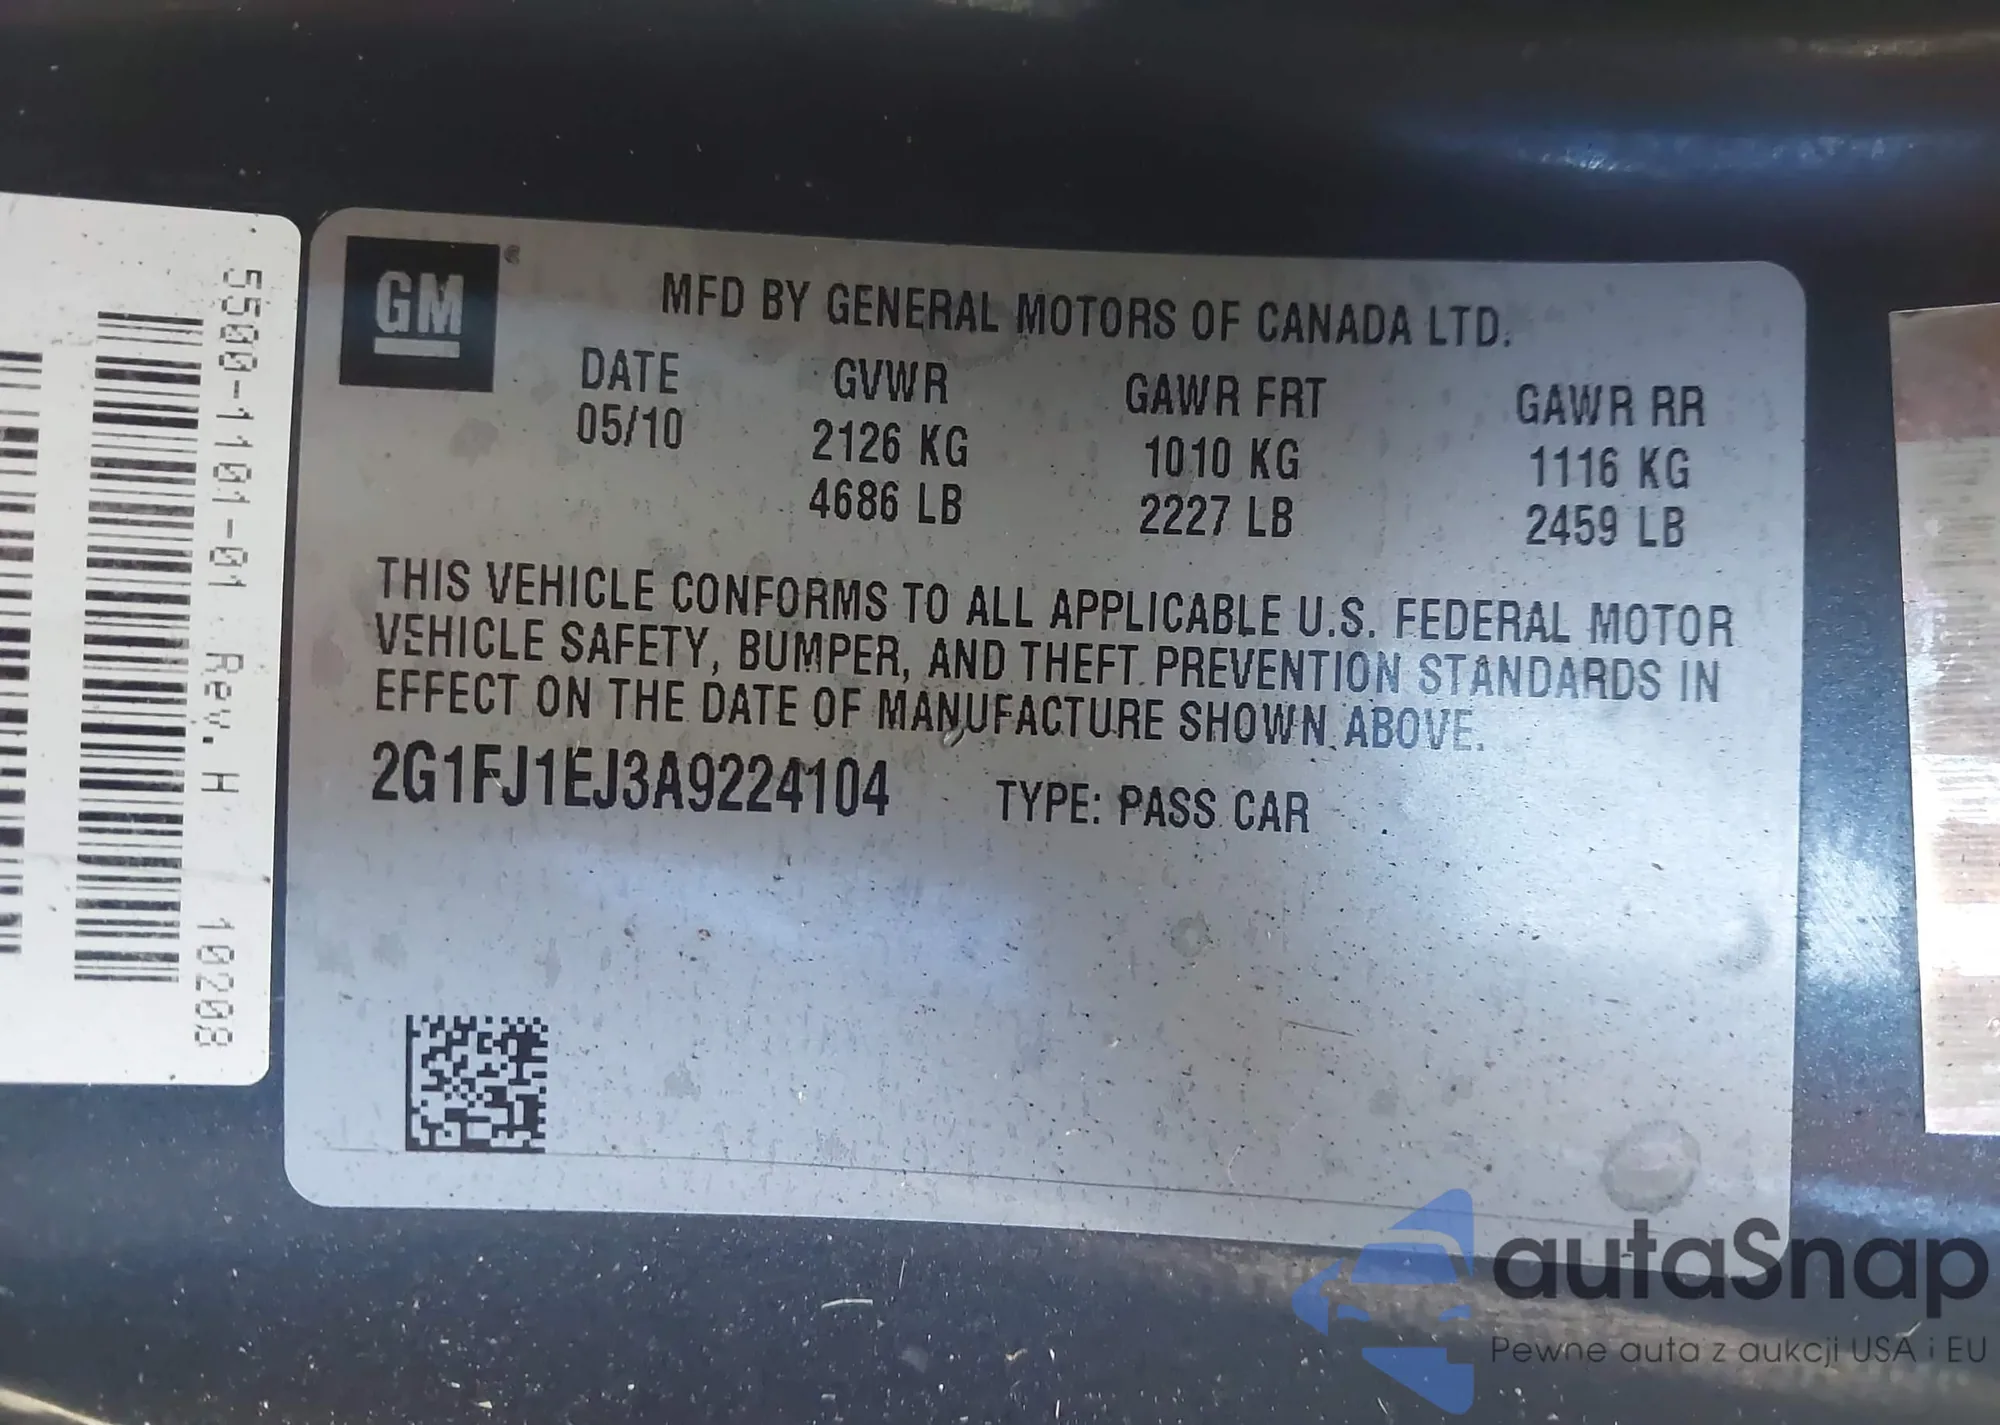 5500-1101-01 Rev. H 10208
GM
MFD BY GENERAL MOTORS OF CANADA LTD.
DATE GVWR GAWR FRT GAWR RR
05/10 2126 KG 1010 KG 1116 KG
4686 LB 2227 LB 2459 LB
THIS VEHICLE CONFORMS TO ALL APPLICABLE U.S. FEDERAL MOTOR
VEHICLE SAFETY, BUMPER, AND THEFT PREVENTION STANDARDS IN
EFFECT ON THE DATE OF MANUFACTURE SHOWN ABOVE.
2G1FJ1EJ3A9224104 TYPE: PASS CAR
autaSnap
Pewne auta z aukcji USA i EU